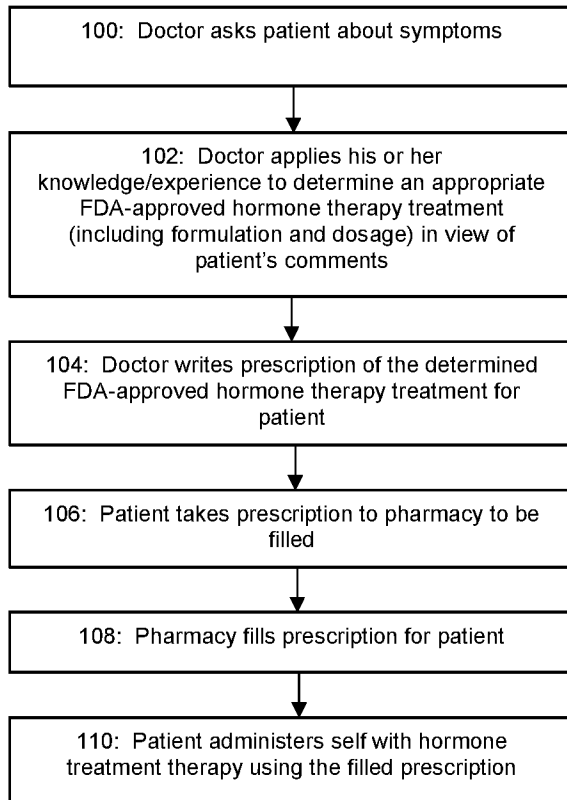 100:  Doctor asks patient about symptoms
102:  Doctor applies his or her
knowledge/experience to determine an appropriate
FDA-approved hormone therapy treatment
(including formulation and dosage) in view of
patient's comments
104:  Doctor writes prescription of the determined
FDA-approved hormone therapy treatment for
patient
106:  Patient takes prescription to pharmacy to be
filled
108:  Pharmacy fills prescription for patient
110:  Patient administers self with hormone
treatment therapy using the filled prescription